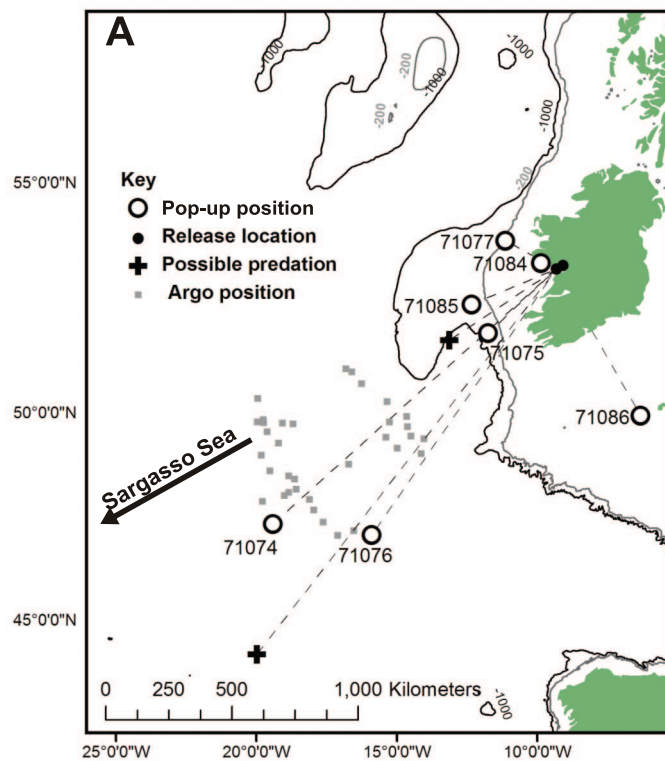 A
-1000
-200
-1000
-200
-1000
-1000
-200
55°0'0"N
Key
Pop-up position
Release location
Possible predation
Argo position
71077
71084
71085
71075
50°0'0"N
71086
Sargasso Sea
71074
71076
45°0'0"N
0 250 500 1,000 Kilometers
-1000
25°0'0"W 20°0'0"W 15°0'0"W 10°0'0"W